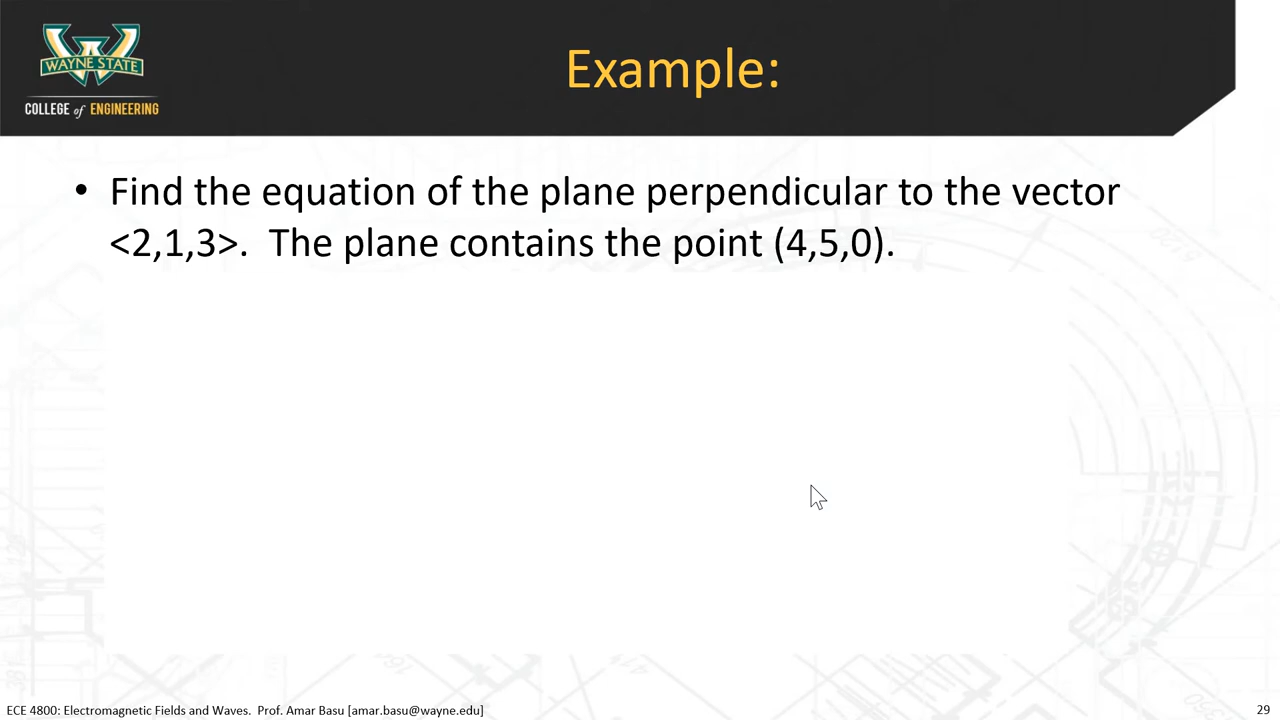 WAYNE STATE
COLLEGE of ENGINEERING
Example:
• Find the equation of the plane perpendicular to the vector
<2,1,3>.  The plane contains the point (4,5,0).
ECE 4800: Electromagnetic Fields and Waves.  Prof. Amar Basu [amar.basu@wayne.edu]
29